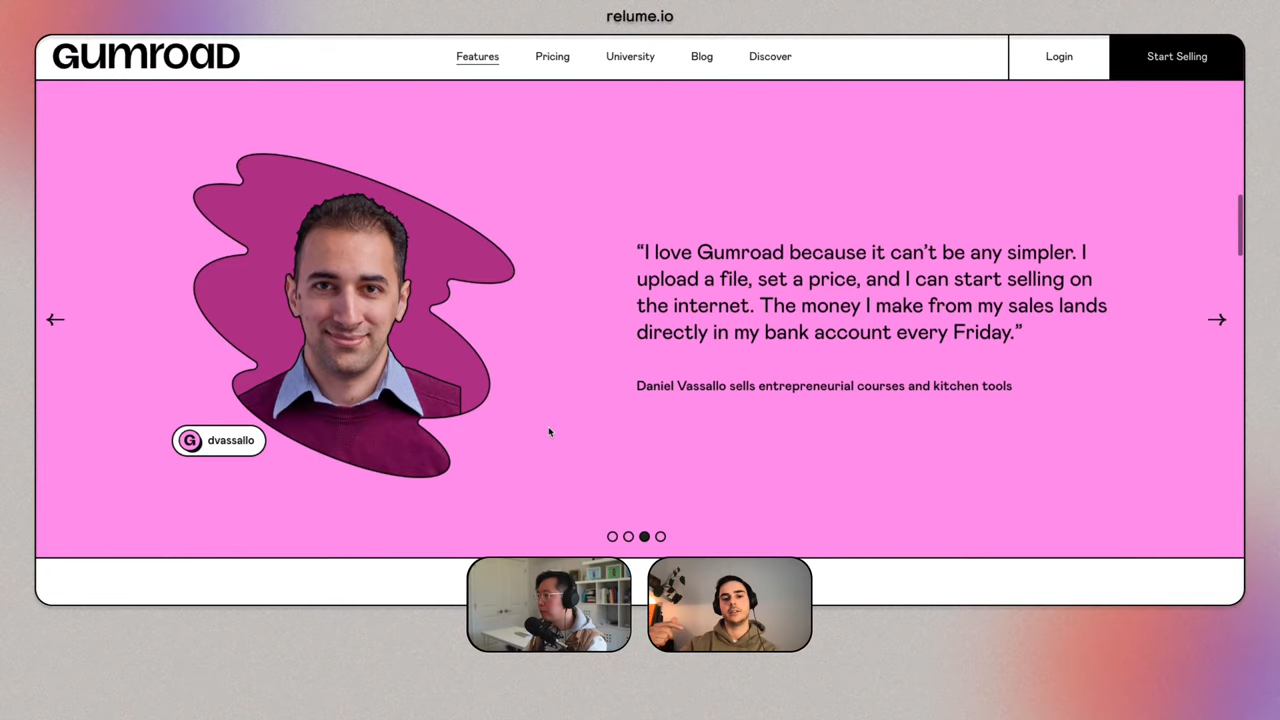 relume.io
GUMROAD
Features
Pricing
University
Blog
Discover
Login
Start Selling
“I love Gumroad because it can’t be any simpler. I
upload a file, set a price, and I can start selling on
the internet. The money I make from my sales lands
directly in my bank account every Friday.”
Daniel Vassallo sells entrepreneurial courses and kitchen tools
G dvassallo